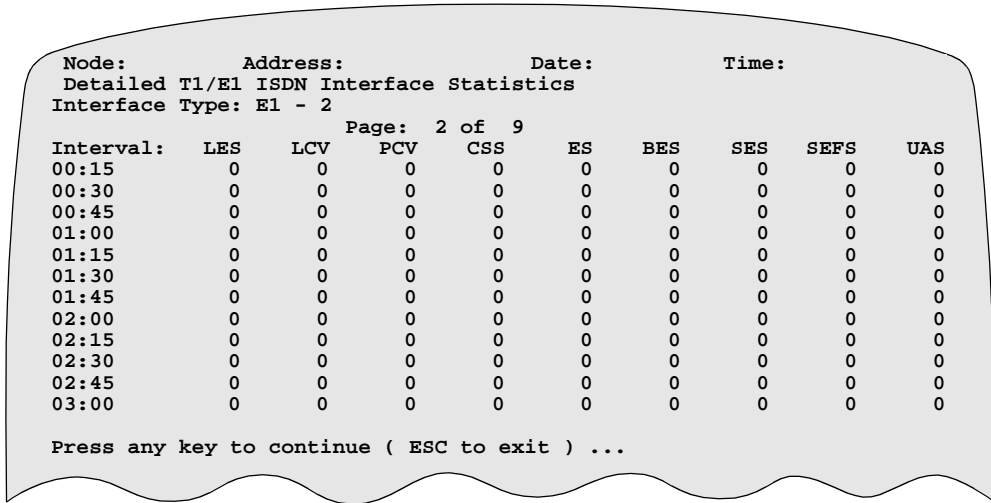 Node: Address: Date: Time:
Detailed T1/E1 ISDN Interface Statistics
Interface Type: E1 - 2
Page: 2 of 9
Interval: LES LCV PCV CSS ES BES SES SEFS UAS
00:15 0 0 0 0 0 0 0 0 0
00:30 0 0 0 0 0 0 0 0 0
00:45 0 0 0 0 0 0 0 0 0
01:00 0 0 0 0 0 0 0 0 0
01:15 0 0 0 0 0 0 0 0 0
01:30 0 0 0 0 0 0 0 0 0
01:45 0 0 0 0 0 0 0 0 0
02:00 0 0 0 0 0 0 0 0 0
02:15 0 0 0 0 0 0 0 0 0
02:30 0 0 0 0 0 0 0 0 0
02:45 0 0 0 0 0 0 0 0 0
03:00 0 0 0 0 0 0 0 0 0
Press any key to continue ( ESC to exit ) ...